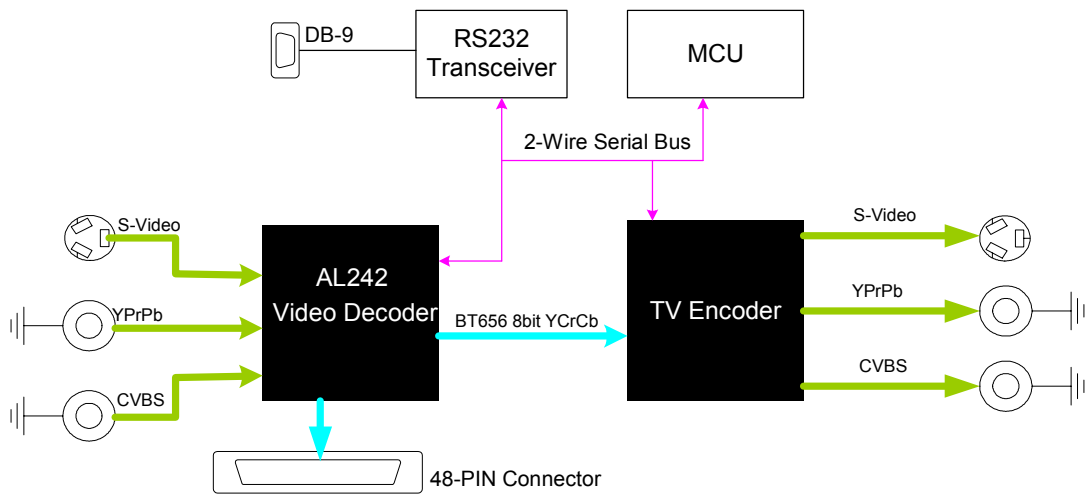 DB-9
RS232
Transceiver
MCU
2-Wire Serial Bus
S-Video
S-Video
AL242
Video Decoder
YPrPb
TV Encoder
YPrPb
BT656 8bit YCrCb
CVBS
CVBS
48-PIN Connector